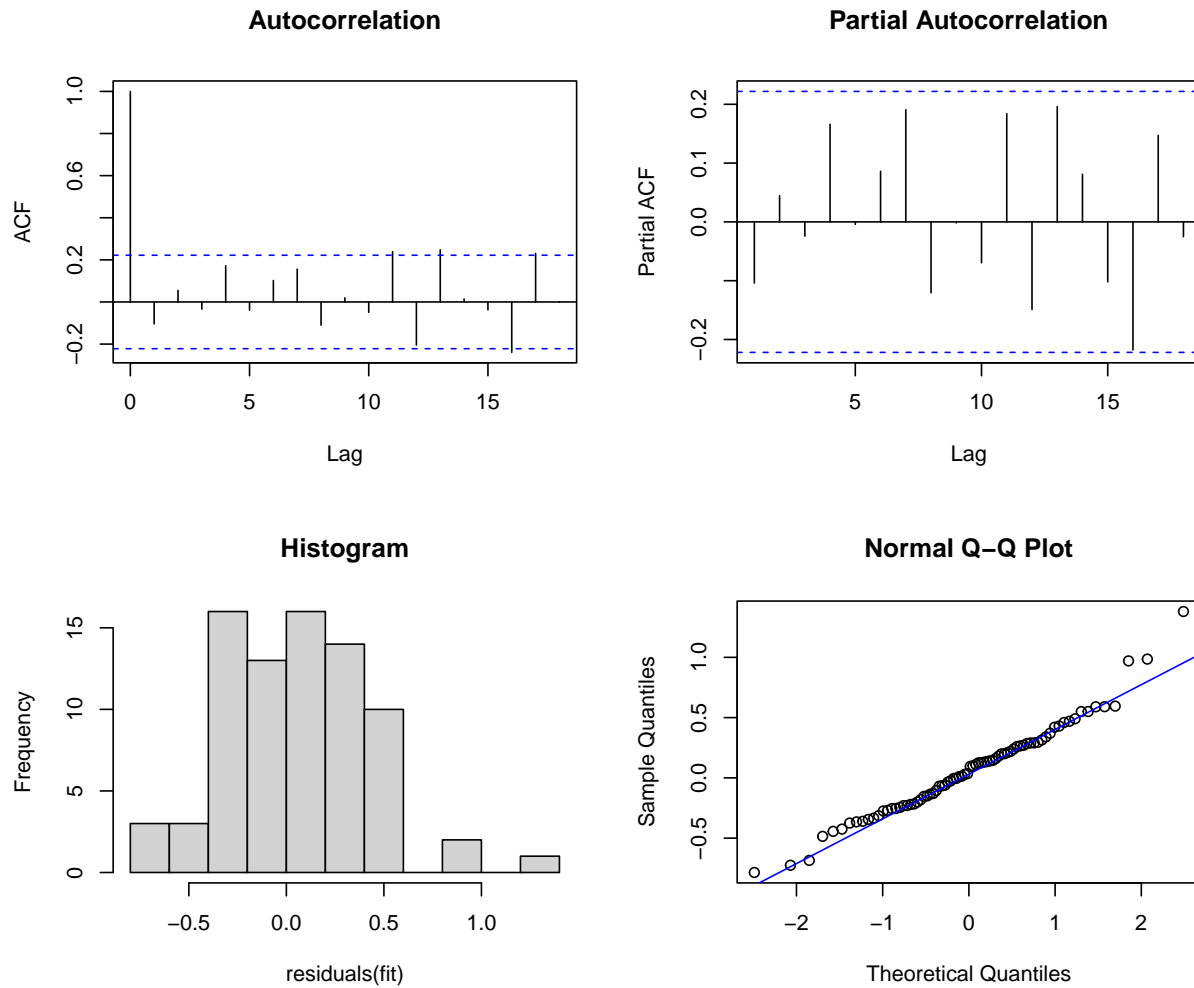 Autocorrelation
ACF
1.0
0.6
0.2
−0.2
0 5 10 15
Lag
Partial Autocorrelation
Partial ACF
0.2
0.1
0.0
−0.2
5 10 15
Lag
Histogram
Frequency
15
10
5
0
−0.5 0.0 0.5 1.0
residuals(fit)
Normal Q−Q Plot
Sample Quantiles
1.0
0.5
0.0
−0.5
−2 −1 0 1 2
Theoretical Quantiles